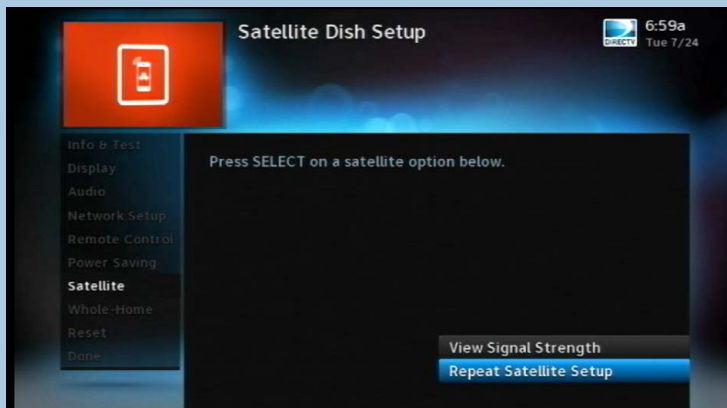 Satellite Dish Setup
DIRECTV
6:59a
Tue 7/24
Info & Test
Display
Audio
Network Setup
Remote Control
Power Saving
Satellite
Whole-Home
Reset
Done
Press SELECT on a satellite option below.
View Signal Strength
Repeat Satellite Setup